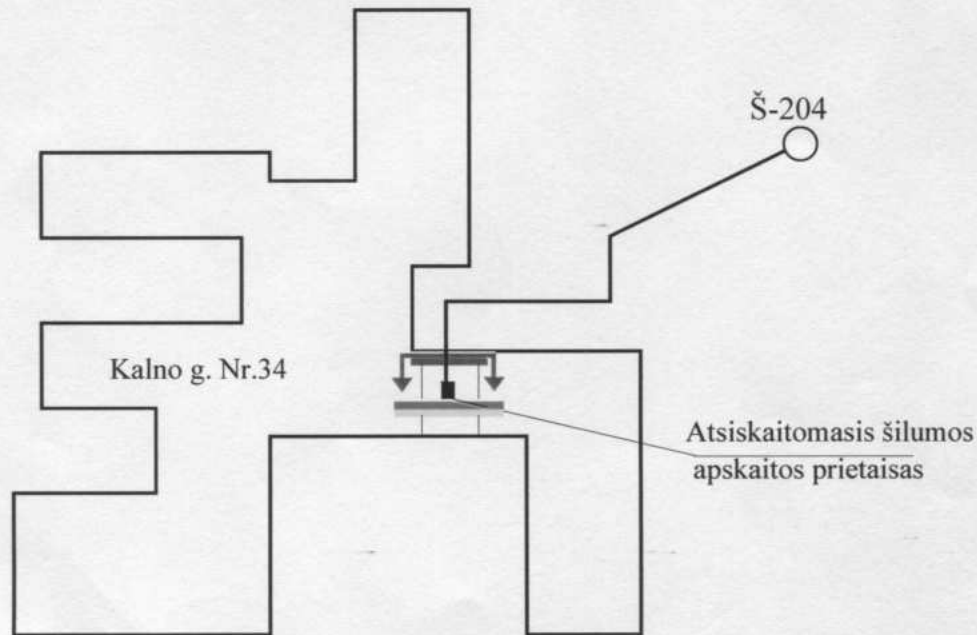 Š-204
Kalno g. Nr.34
Atsiskaitomasis šilumos
apskaitos prietaisas